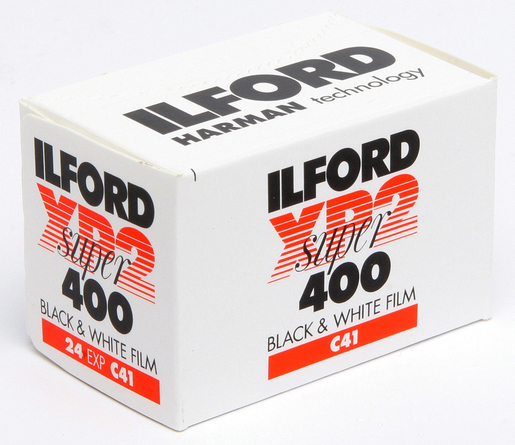 ILFORD
HARMAN technology
ILFORD
XP2
super
400
BLACK & WHITE FILM
24 EXP C41
ILFORD
XP2
super
400
BLACK & WHITE FILM
C41